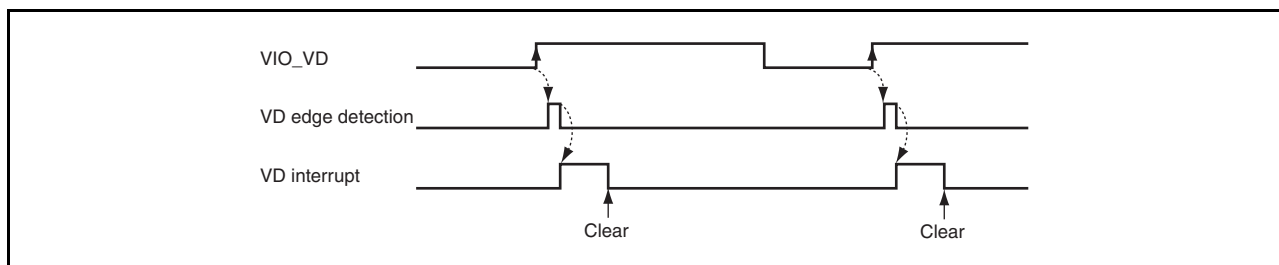 VIO_VD
VD edge detection
VD interrupt
Clear
Clear